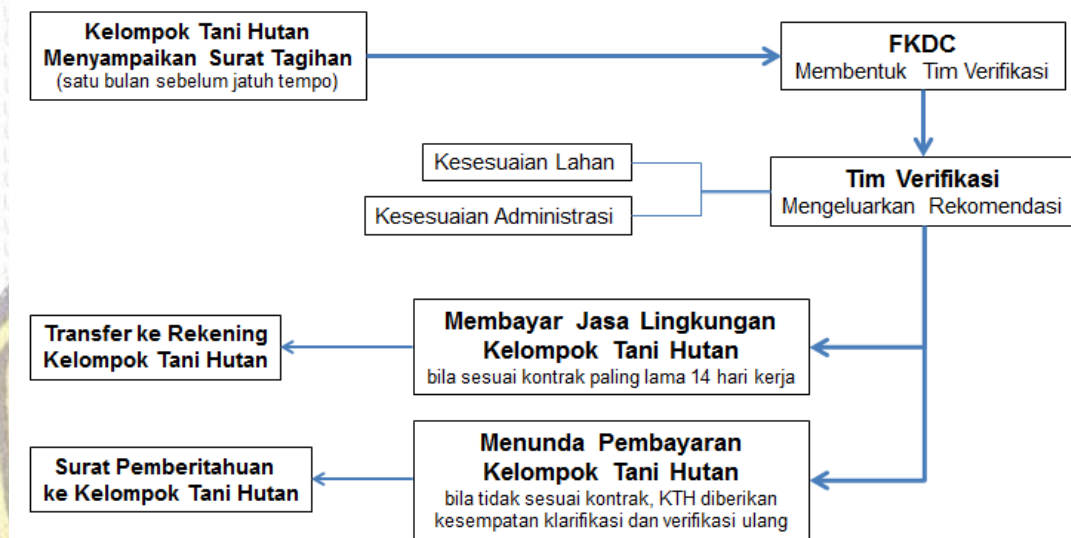 Kelompok Tani Hutan
Menyampaikan Surat Tagihan
(satu bulan sebelum jatuh tempo)
FKDC
Membentuk Tim Verifikasi
Kesesuaian Lahan
Kesesuaian Administrasi
Tim Verifikasi
Mengeluarkan Rekomendasi
Membayar Jasa Lingkungan
Kelompok Tani Hutan
bila sesuai kontrak paling lama 14 hari kerja
Transfer ke Rekening
Kelompok Tani Hutan
Menunda Pembayaran
Kelompok Tani Hutan
bila tidak sesuai kontrak, KTH diberikan
kesempatan klarifikasi dan verifikasi ulang
Surat Pemberitahuan
ke Kelompok Tani Hutan